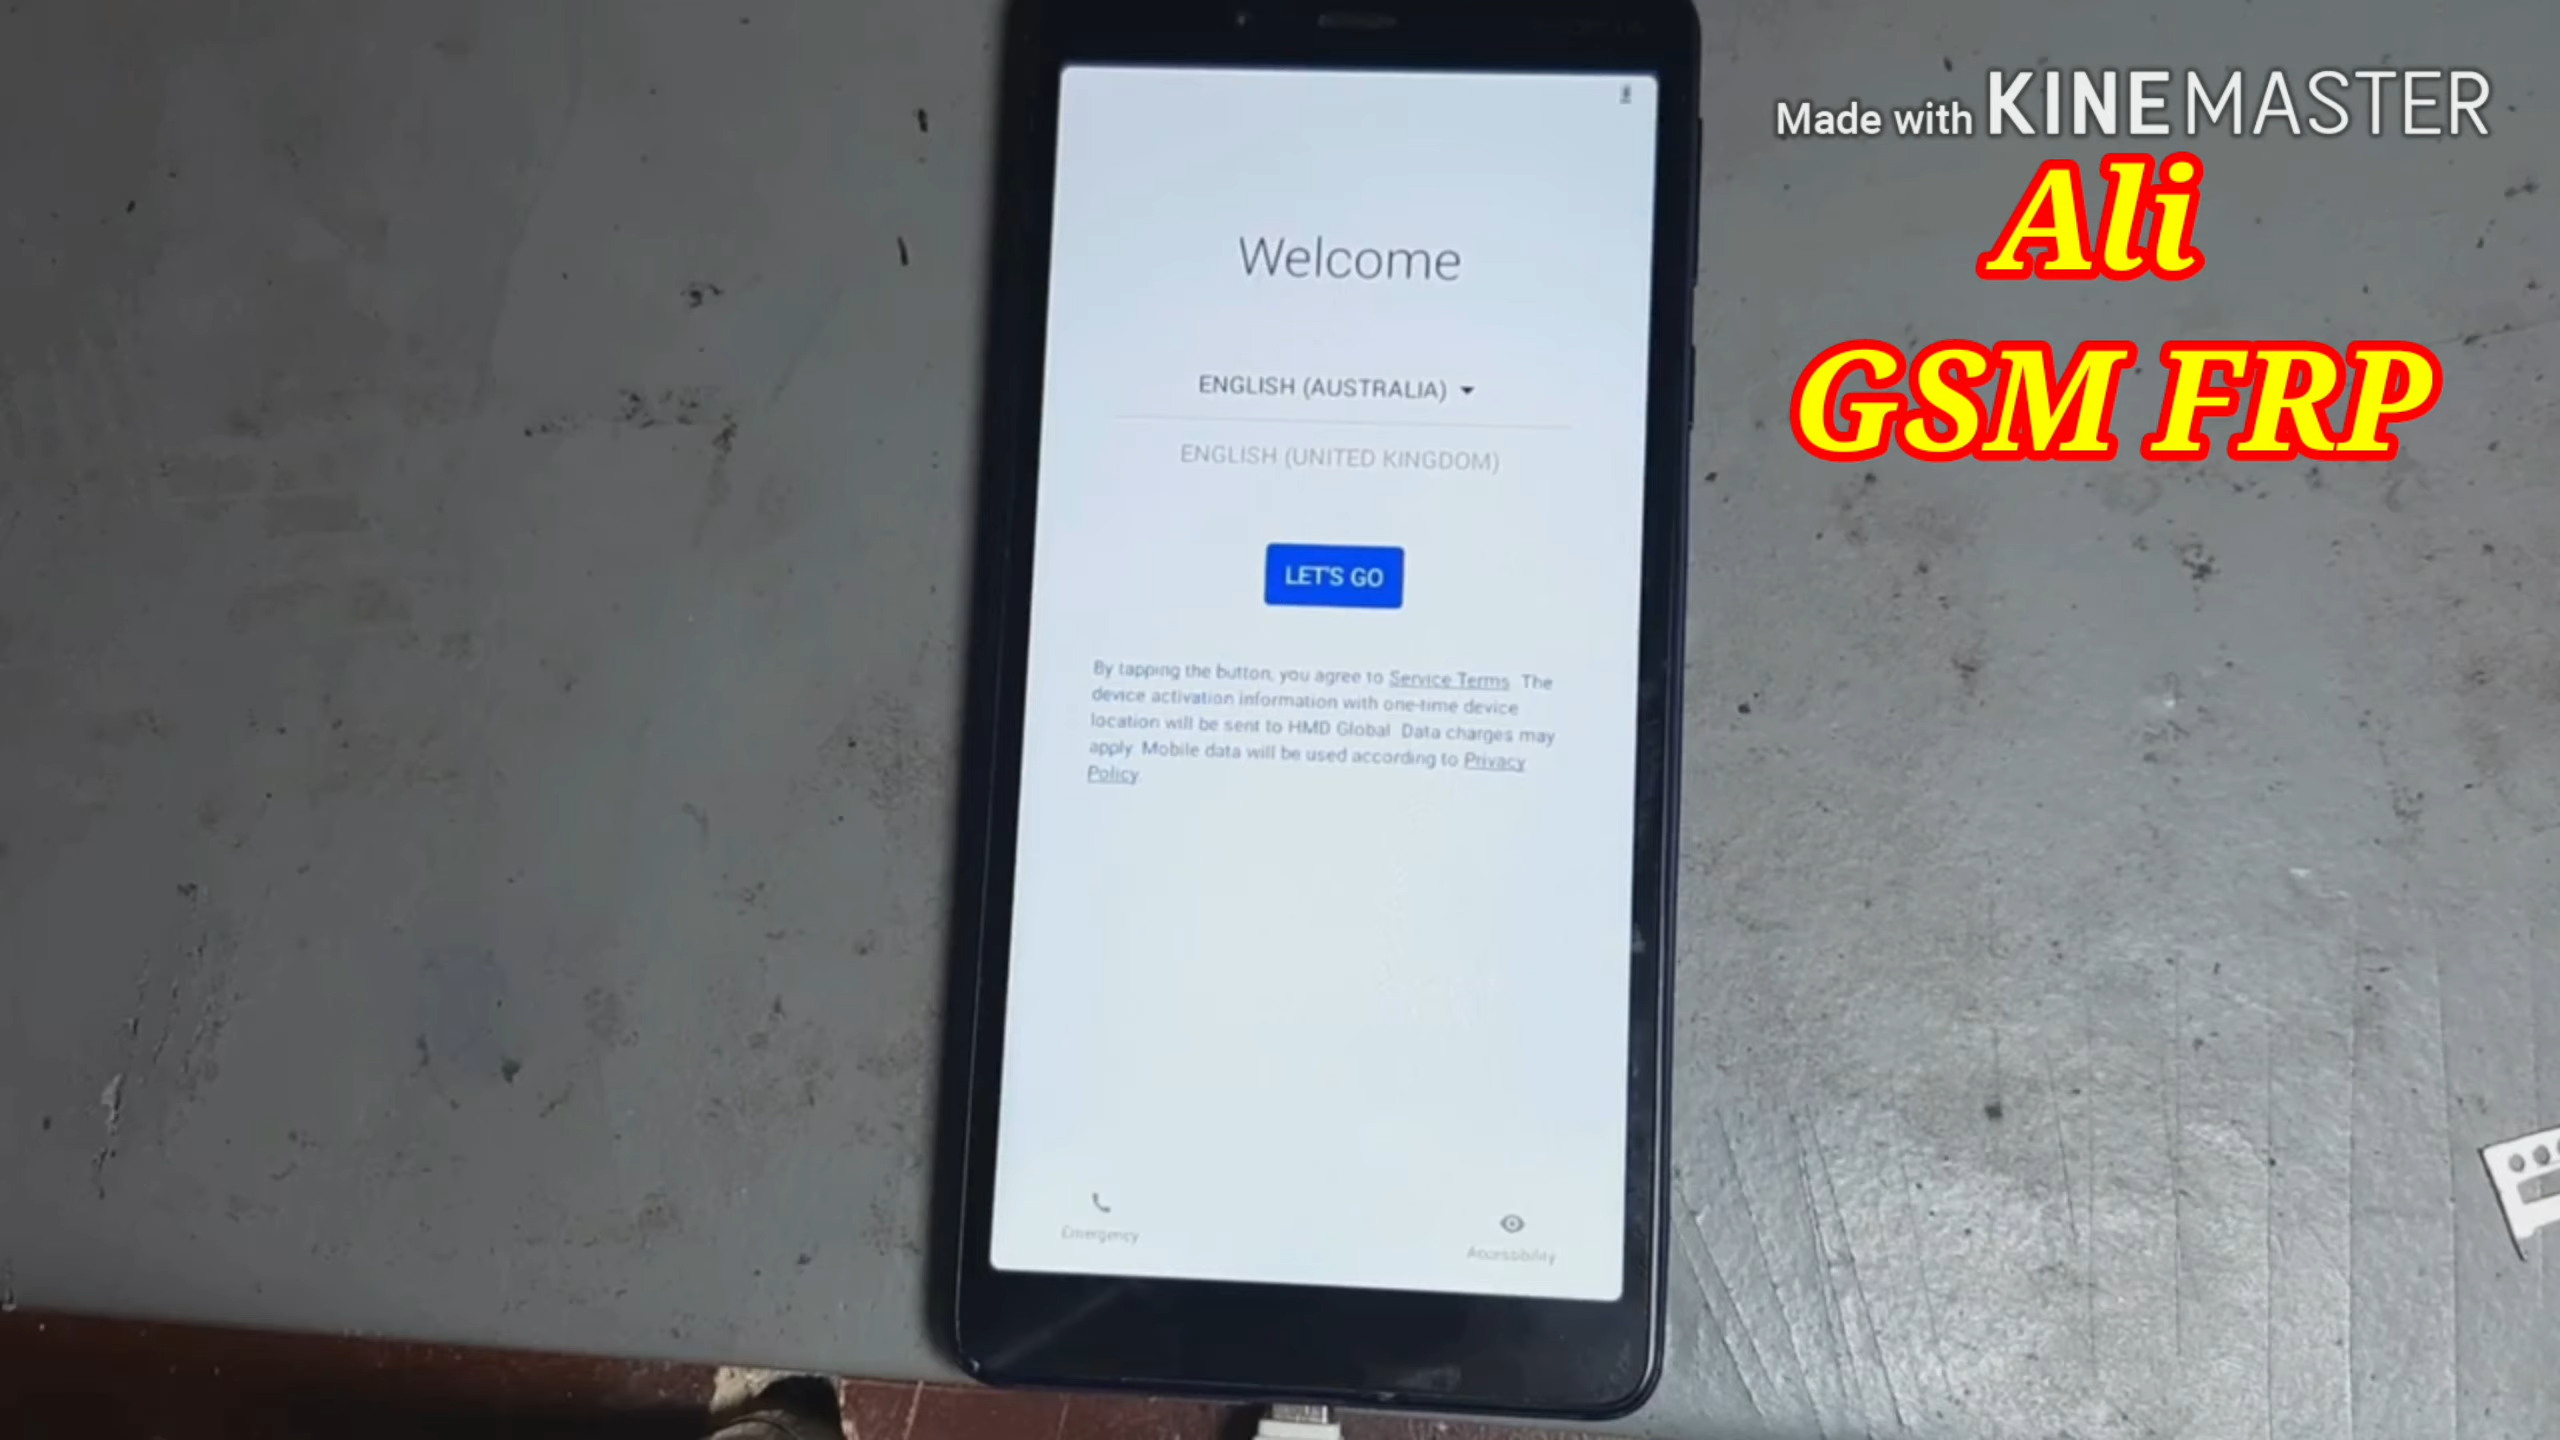 Made with KINEMASTER
Ali
GSM FRP
Welcome
ENGLISH (AUSTRALIA)
ENGLISH (UNITED KINGDOM)
LET'S GO
By tapping the button, you agree to Service Terms. The
device activation information with one-time device
location will be sent to HMD Global. Data charges may
apply. Mobile data will be used according to Privacy
Policy.
Emergency
Accessibility